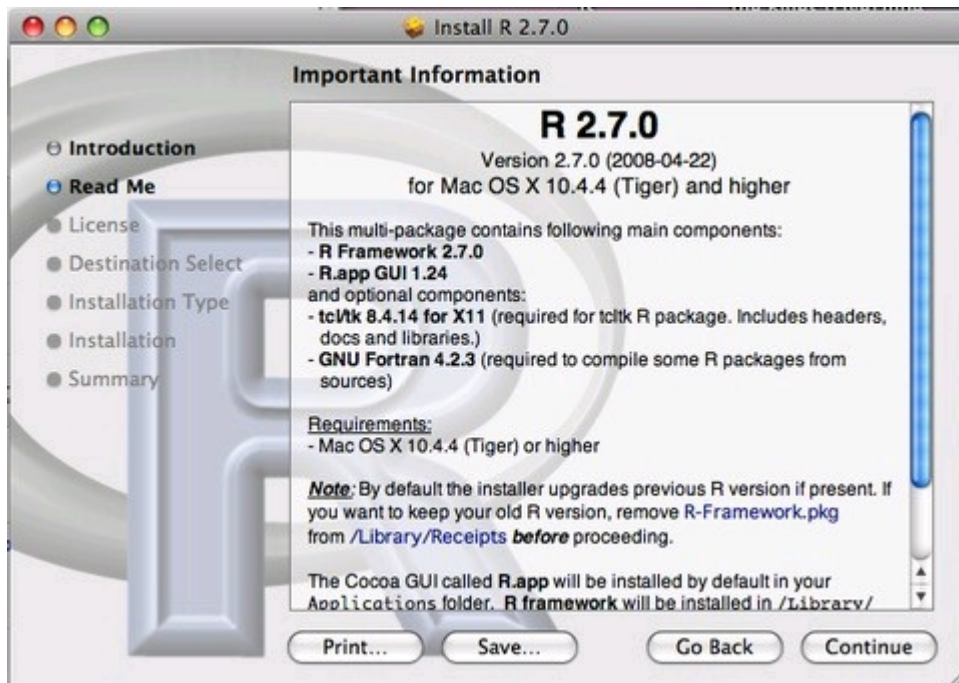 Install R 2.7.0
Important Information
Introduction
Read Me
License
Destination Select
Installation Type
Installation
Summary
R 2.7.0
Version 2.7.0 (2008-04-22)
for Mac OS X 10.4.4 (Tiger) and higher
This multi-package contains following main components:
- R Framework 2.7.0
- R.app GUI 1.24
and optional components:
- tcl/tk 8.4.14 for X11 (required for tcltk R package. Includes headers,
docs and libraries.)
- GNU Fortran 4.2.3 (required to compile some R packages from
sources)
Requirements:
- Mac OS X 10.4.4 (Tiger) or higher
Note: By default the installer upgrades previous R version if present. If
you want to keep your old R version, remove R-Framework.pkg
from /Library/Receipts before proceeding.
The Cocoa GUI called R.app will be installed by default in your
Applications folder. R framework will be installed in /Library/
Print...
Save...
Go Back
Continue